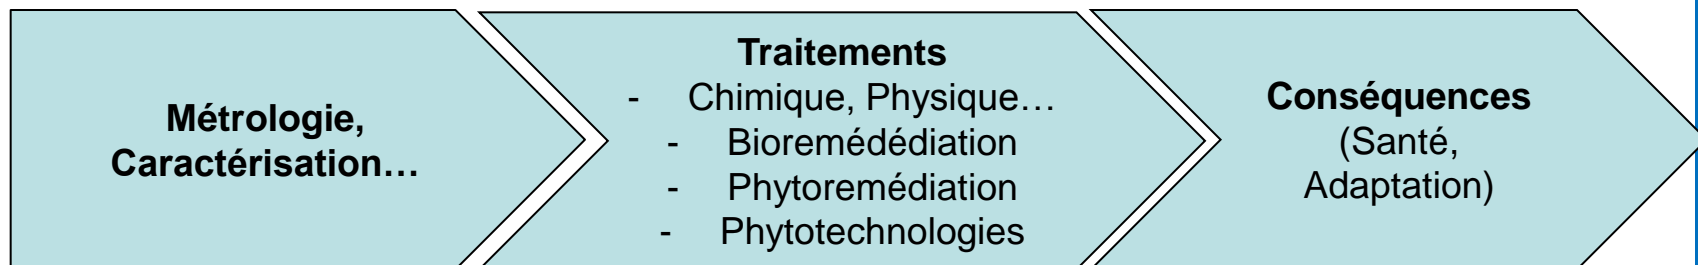 Métrologie,
Caractérisation…
Traitements
- Chimique, Physique…
- Bioremédédiation
- Phytoremédiation
- Phytotechnologies
Conséquences
(Santé,
Adaptation)